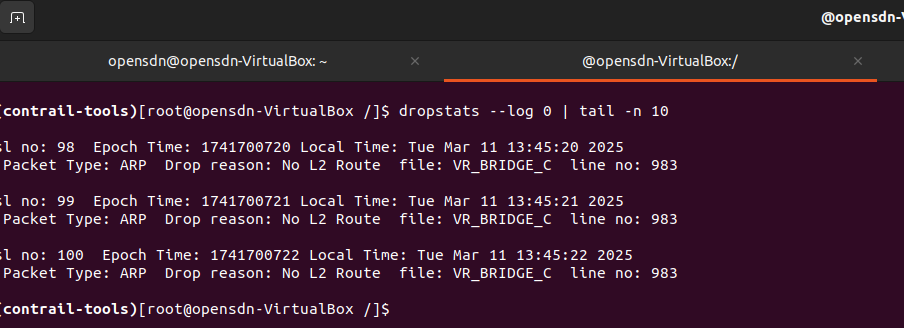 @opensdn-V
opensdn@opensdn-VirtualBox: ~ × @opensdn-VirtualBox:/ ×
(contrail-tools)[root@opensdn-VirtualBox /]$ dropstats --log 0 | tail -n 10
sl no: 98  Epoch Time: 1741700720 Local Time: Tue Mar 11 13:45:20 2025
Packet Type: ARP  Drop reason: No L2 Route  file: VR_BRIDGE_C  line no: 983
sl no: 99  Epoch Time: 1741700721 Local Time: Tue Mar 11 13:45:21 2025
Packet Type: ARP  Drop reason: No L2 Route  file: VR_BRIDGE_C  line no: 983
sl no: 100  Epoch Time: 1741700722 Local Time: Tue Mar 11 13:45:22 2025
Packet Type: ARP  Drop reason: No L2 Route  file: VR_BRIDGE_C  line no: 983
(contrail-tools)[root@opensdn-VirtualBox /]$